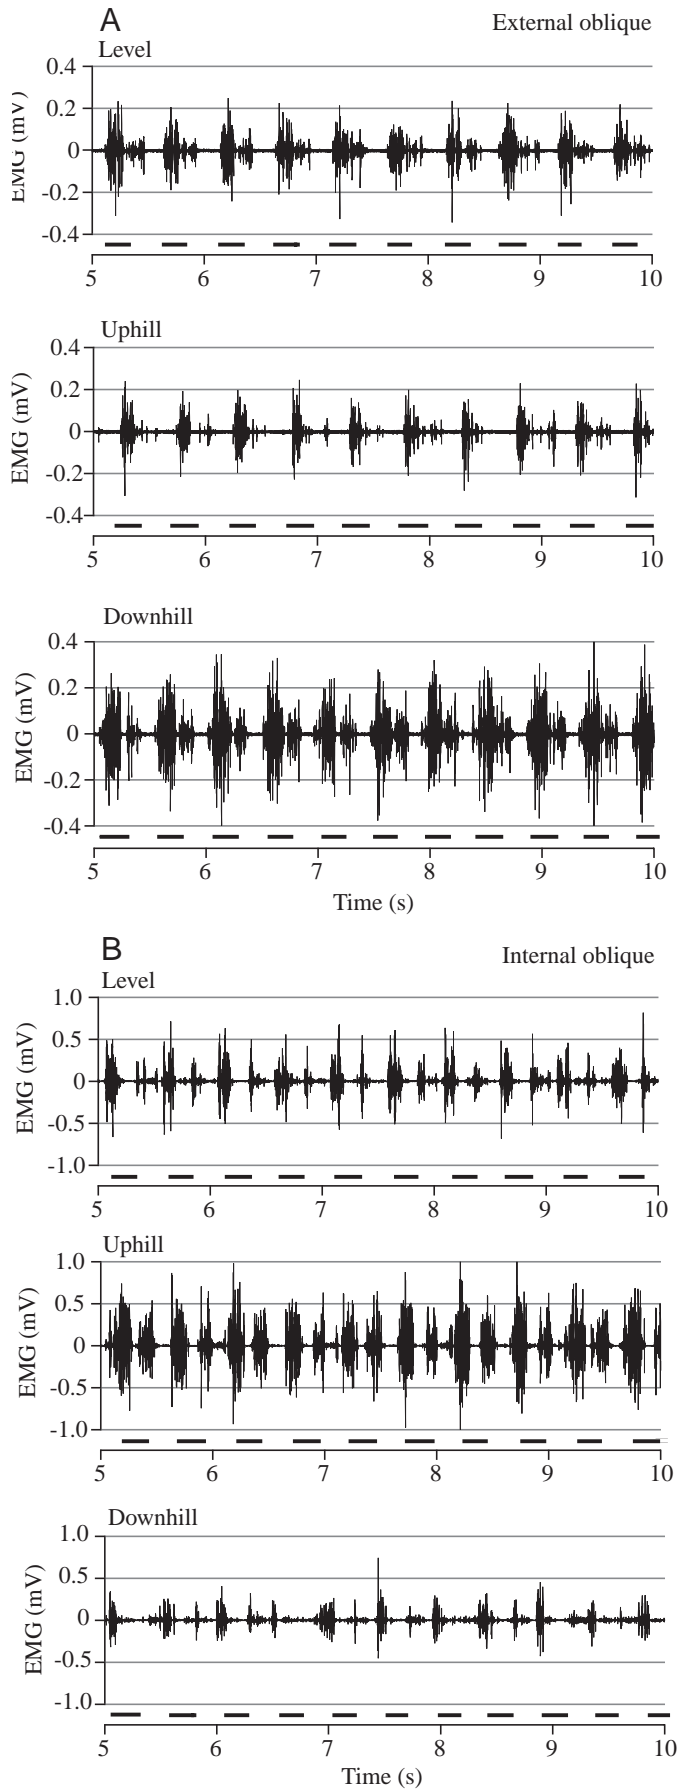 A
External oblique
Level
EMG (mV)
0.4
0.2
0
-0.2
-0.4
5 6 7 8 9 10
Uphill
EMG (mV)
0.4
0.2
0
-0.2
-0.4
5 6 7 8 9 10
Downhill
EMG (mV)
0.4
0.2
0
-0.2
-0.4
5 6 7 8 9 10
Time (s)
B
Internal oblique
Level
EMG (mV)
1.0
0.5
0
-0.5
-1.0
5 6 7 8 9 10
Uphill
EMG (mV)
1.0
0.5
0
-0.5
-1.0
5 6 7 8 9 10
Downhill
EMG (mV)
1.0
0.5
0
-0.5
-1.0
5 6 7 8 9 10
Time (s)